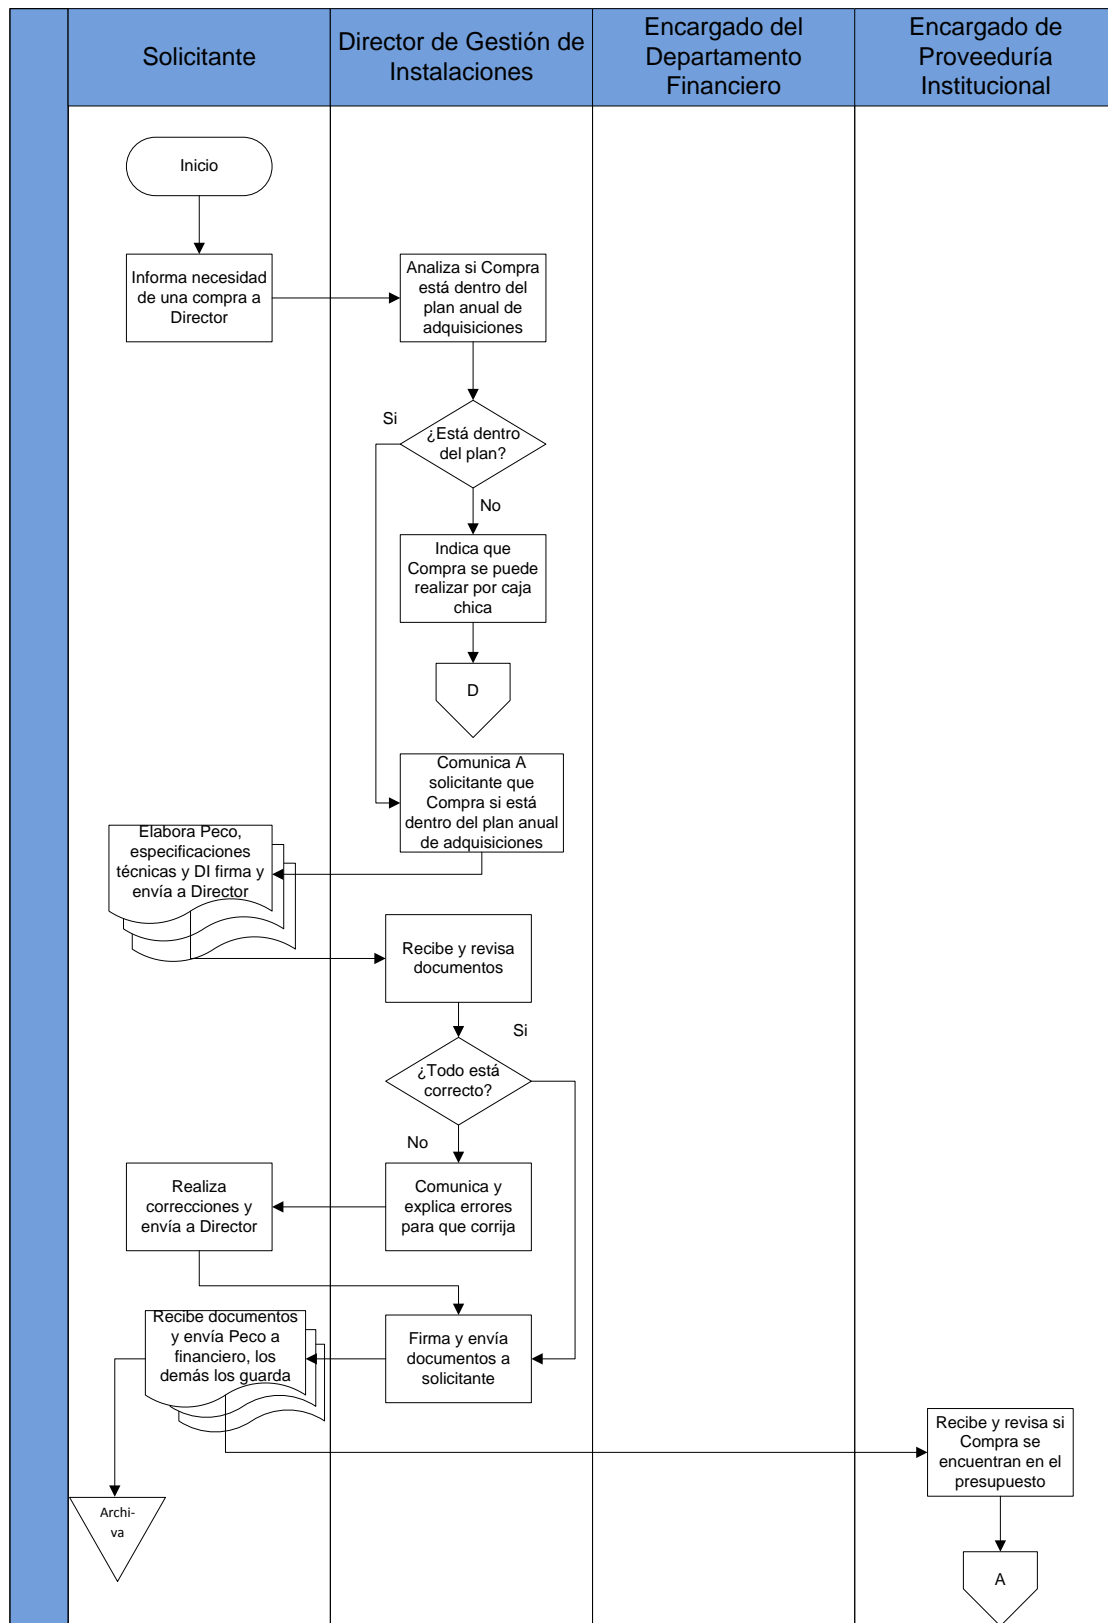 Solicitante
Director de Gestión de
Instalaciones
Encargado del
Departamento
Financiero
Encargado de
Proveeduría
Institucional
Inicio
Informa necesidad
de una compra a
Director
Analiza si Compra
está dentro del
plan anual de
adquisiciones
Si
¿Está dentro
del plan?
No
Indica que
Compra se puede
realizar por caja
chica
D
Comunica A
solicitante que
Compra si está
dentro del plan anual
de adquisiciones
Elabora Peco,
especificaciones
técnicas y DI firma y
envía a Director
Recibe y revisa
documentos
Si
¿Todo está
correcto?
No
Comunica y
explica errores
para que corrija
Realiza
correcciones y
envía a Director
Firma y envía
documentos a
solicitante
Recibe documentos
y envía Peco a
financiero, los
demás los guarda
Recibe y revisa si
Compra se
encuentran en el
presupuesto
Archi-
va
A